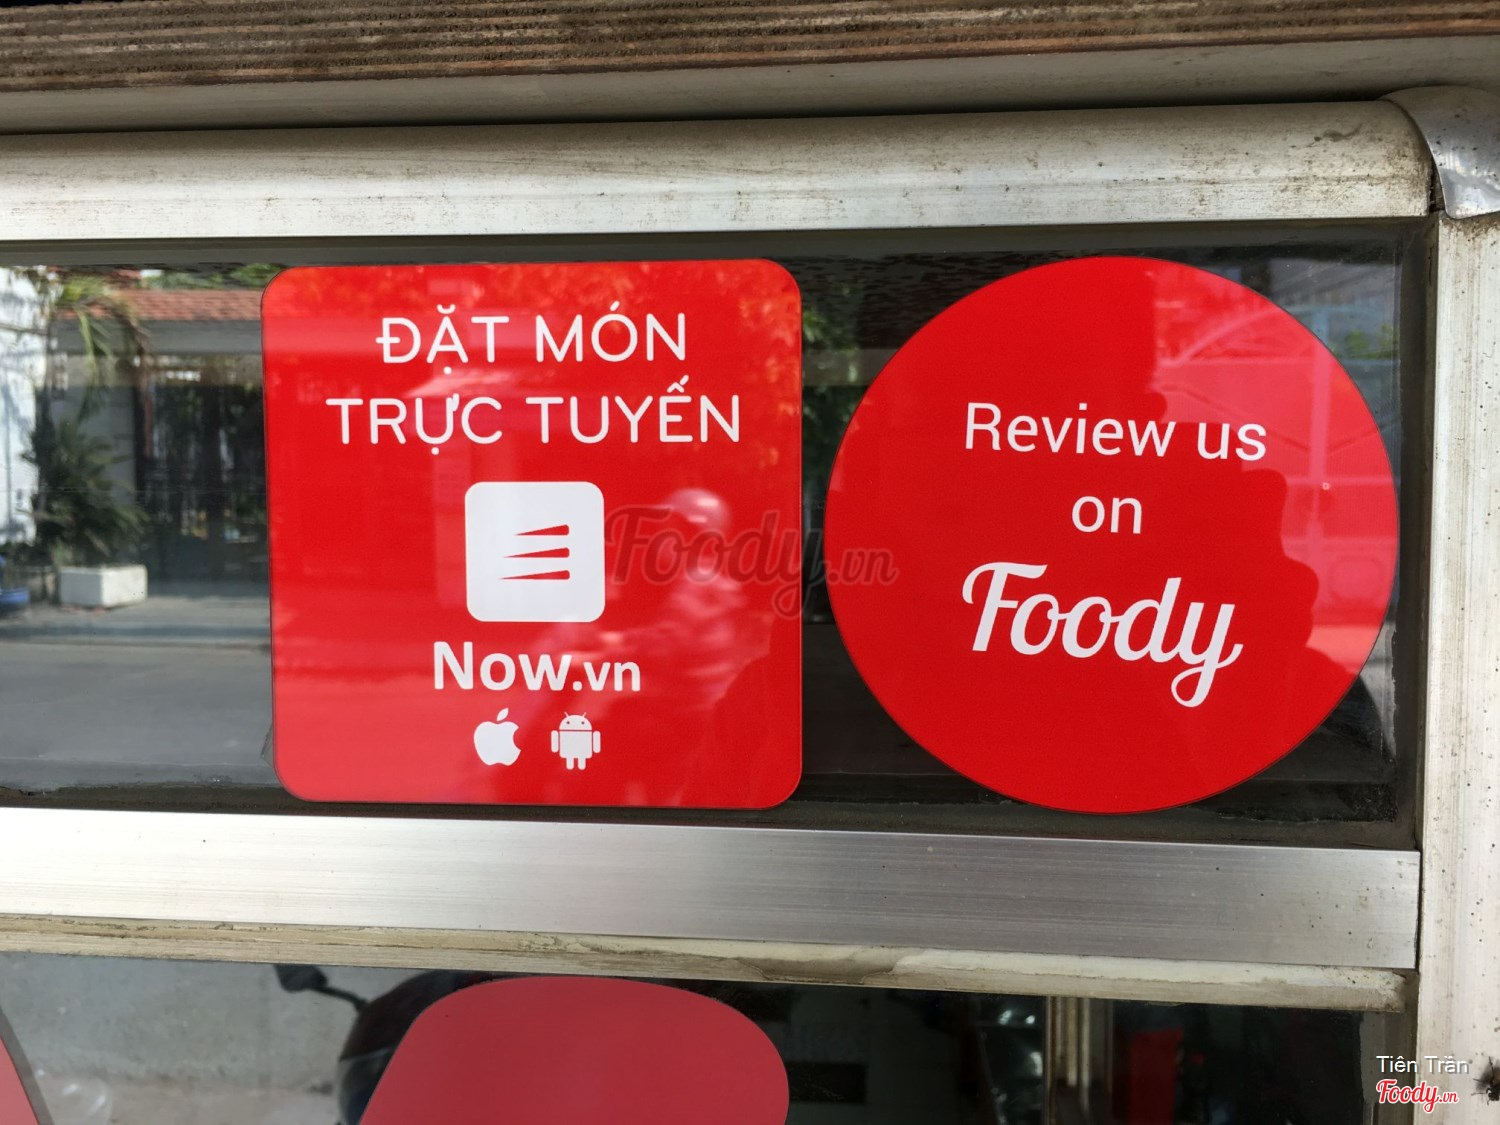 ĐẶT MÓN
TRỰC TUYẾN
Now.vn
Review us
on
Foody
Foody.vn
Tiên Trần
Foody.vn